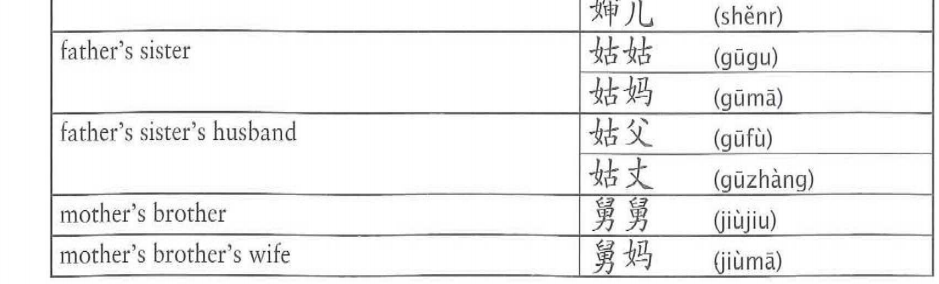 婶儿 (shěnr)
father's sister 姑姑 (gūgu)
姑妈 (gūmā)
father's sister's husband 姑父 (gūfù)
姑丈 (gūzhàng)
mother's brother 舅舅 (jiùjiu)
mother's brother's wife 舅妈 (jiùmā)